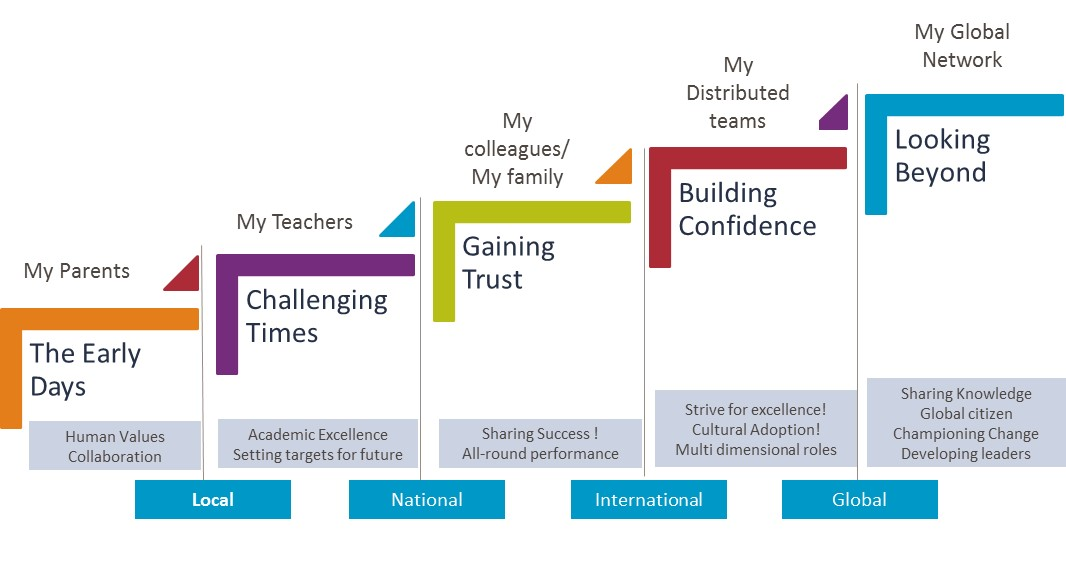 My Parents
The Early
Days
Human Values
Collaboration
My Teachers
Challenging
Times
Academic Excellence
Setting targets for future
My
colleagues/
My family
Gaining
Trust
Sharing Success !
All-round performance
My
Distributed
teams
Building
Confidence
Strive for excellence!
Cultural Adoption!
Multi dimensional roles
My Global
Network
Looking
Beyond
Sharing Knowledge
Global citizen
Championing Change
Developing leaders
Local
National
International
Global